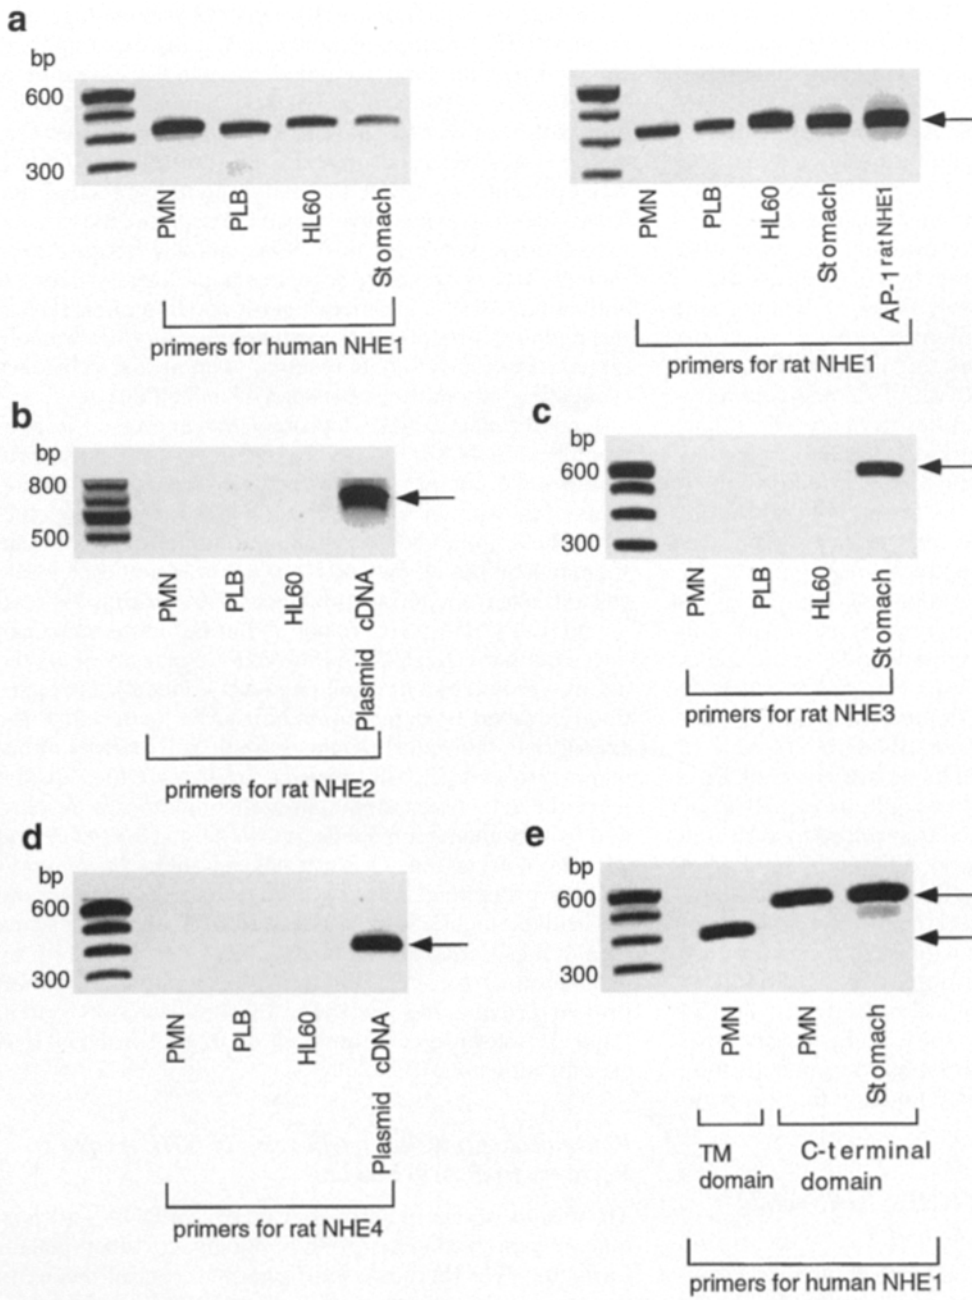 a
bp
600
300
PMN
PLB
HL60
Stomach
primers for human NHE1
PMN
PLB
HL60
Stomach
AP-1 rat NHE1
primers for rat NHE1
b
bp
800
500
PMN
PLB
HL60
Plasmid cDNA
primers for rat NHE2
c
bp
600
300
PMN
PLB
HL60
Stomach
primers for rat NHE3
d
bp
600
300
PMN
PLB
HL60
Plasmid cDNA
primers for rat NHE4
e
bp
600
300
PMN
PMN
Stomach
TM
domain
C-terminal
domain
primers for human NHE1